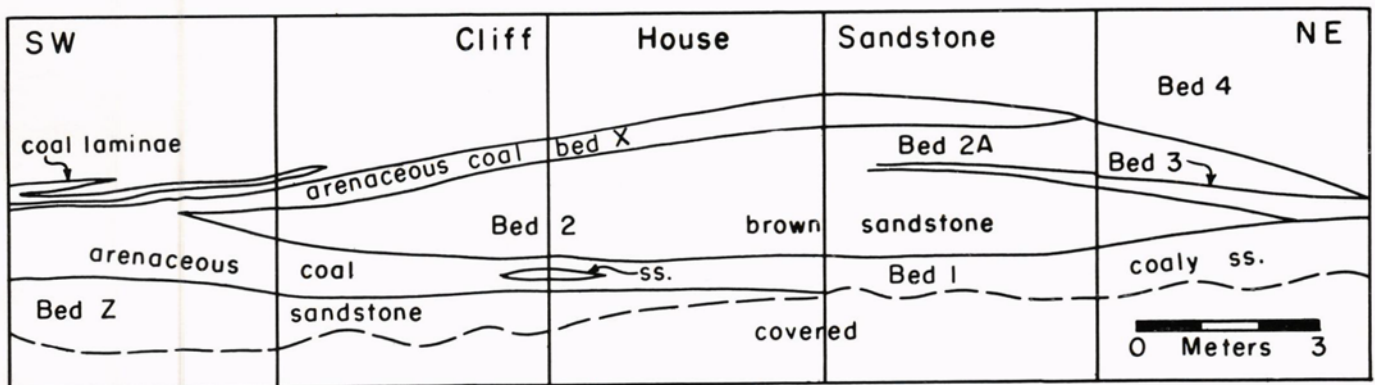 SW Cliff House Sandstone NE
Bed 4
coal laminae
arenaceous coal bed X
Bed 2A
Bed 3
Bed 2 brown sandstone
arenaceous coal
ss.
Bed 1
coaly ss.
Bed Z
sandstone
covered
0 Meters 3